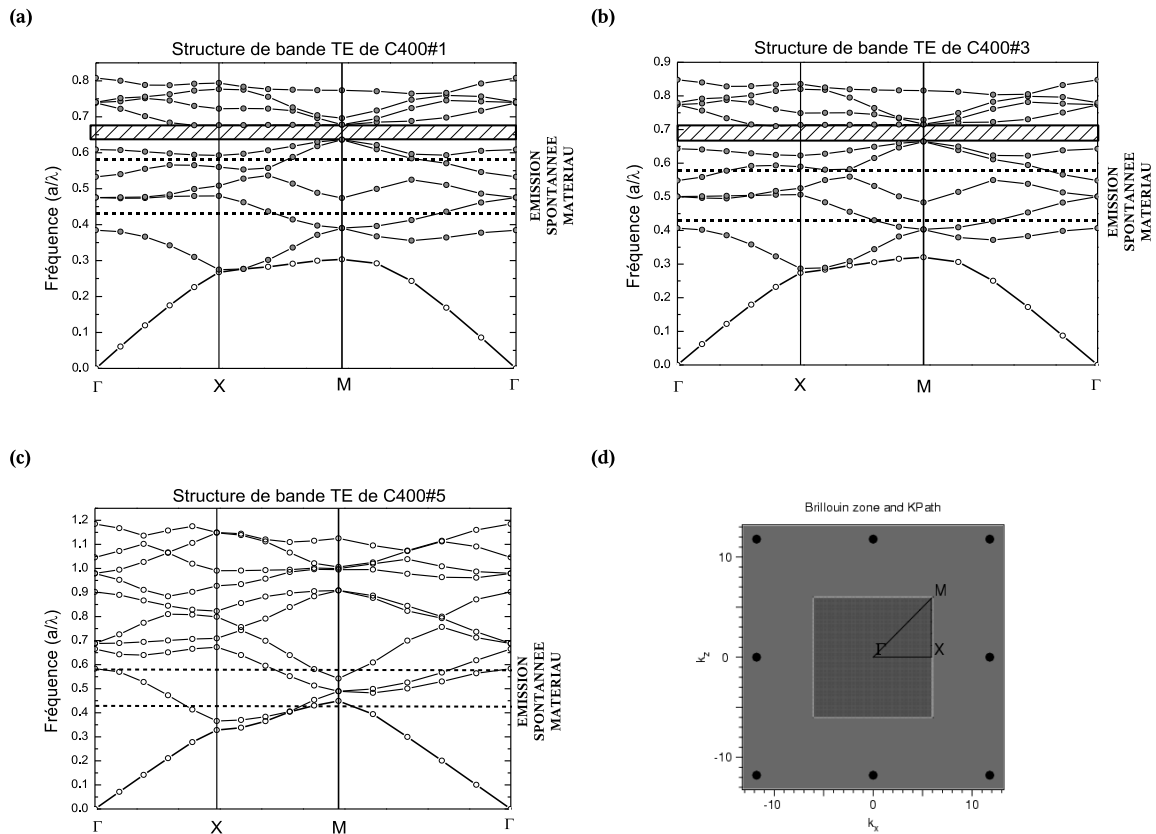 (a)
Structure de bande TE de C400#1
Fréquence (a/λ)
0.8
0.7
0.6
0.5
0.4
0.3
0.2
0.1
0.0
Γ X M Γ
EMISSION
SPONTANNEE
MATERIAU
(b)
Structure de bande TE de C400#3
Fréquence (a/λ)
0.9
0.8
0.7
0.6
0.5
0.4
0.3
0.2
0.1
0.0
Γ X M Γ
EMISSION
SPONTANNEE
MATERIAU
(c)
Structure de bande TE de C400#5
Fréquence (a/λ)
1.2
1.1
1.0
0.9
0.8
0.7
0.6
0.5
0.4
0.3
0.2
0.1
0.0
Γ X M Γ
EMISSION
SPONTANNEE
MATERIAU
(d)
Brillouin zone and KPath
10
0
-10
kz
M
Γ X
-10 0 10
kx